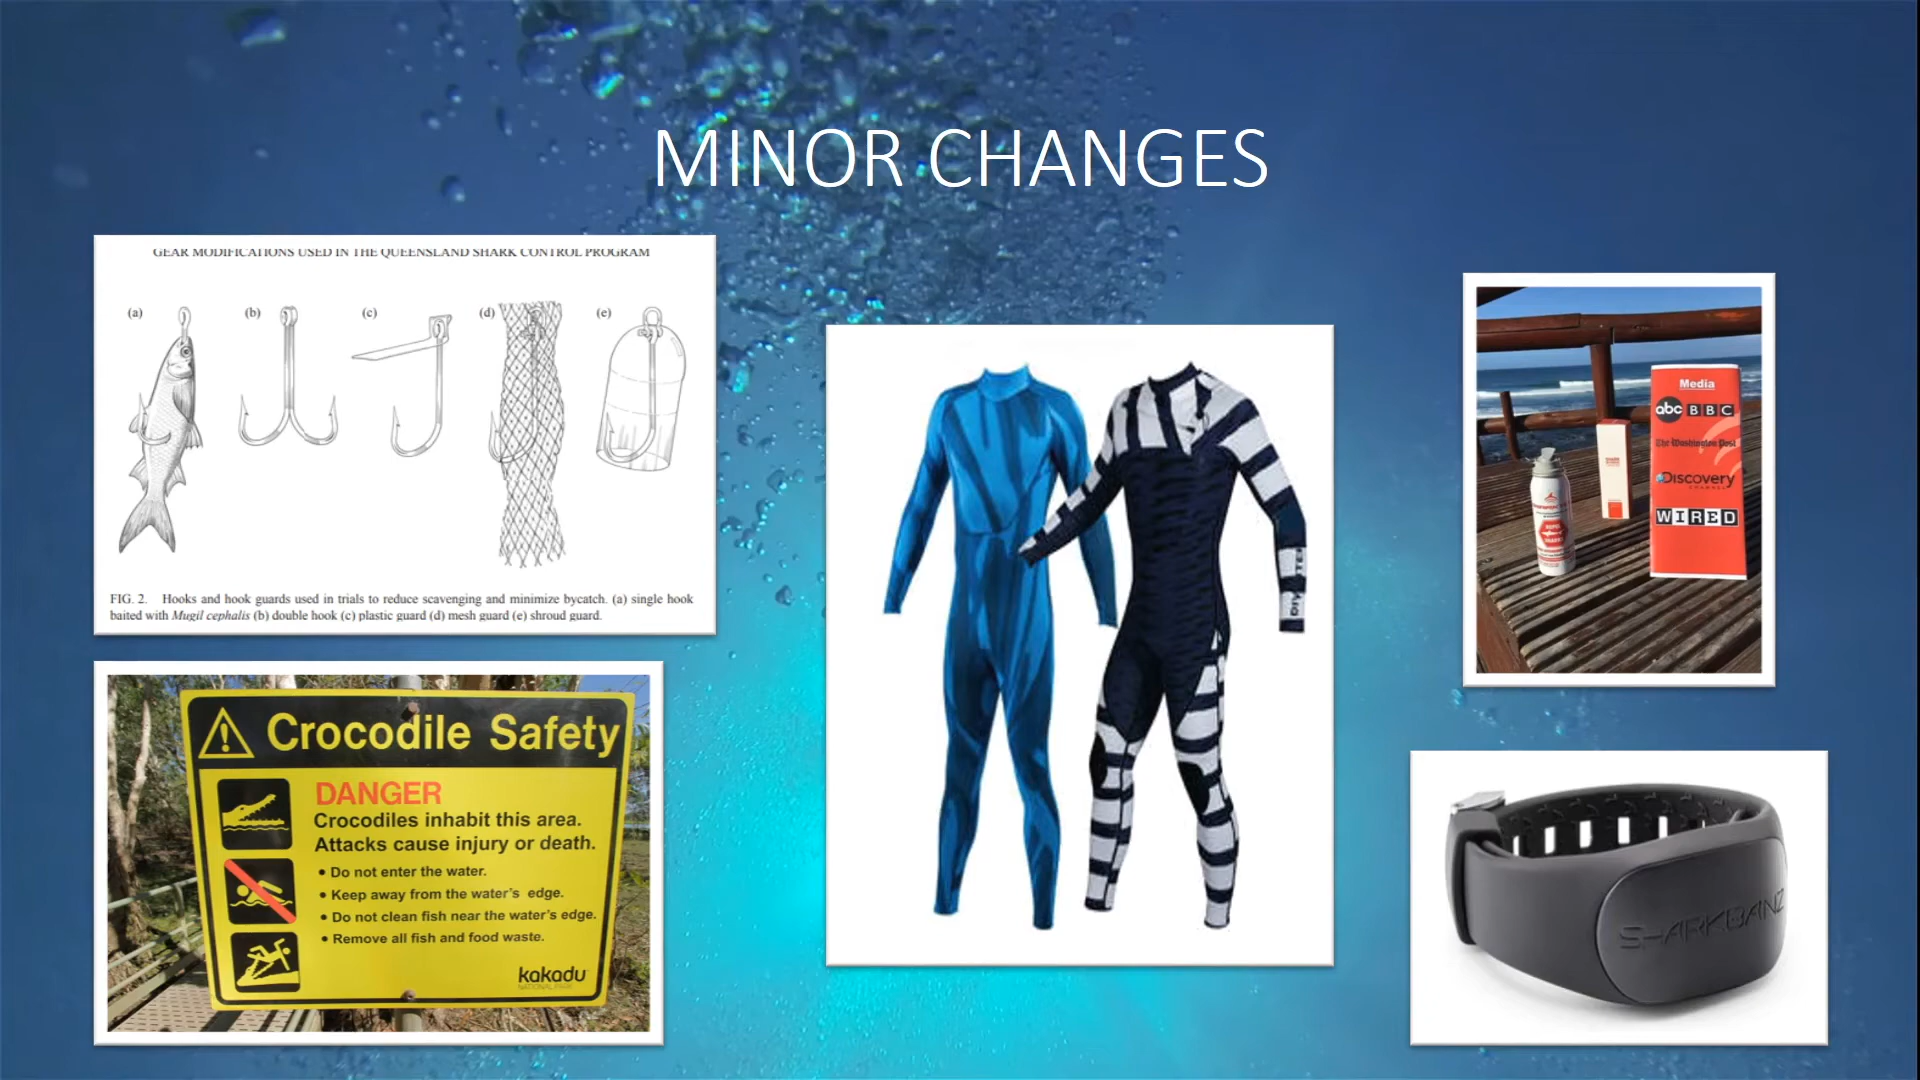 MINOR CHANGES
GEAR MODIFICATIONS USED IN THE QUEENSLAND SHARK CONTROL PROGRAM
(a) (b) (c) (d) (e)
FIG. 2. Hooks and hook guards used in trials to reduce scavenging and minimize bycatch. (a) single hook
baited with Mugil cephalis (b) double hook (c) plastic guard (d) mesh guard (e) shroud guard.
Crocodile Safety
DANGER
Crocodiles inhabit this area.
Attacks cause injury or death.
• Do not enter the water.
• Keep away from the water's edge.
• Do not clean fish near the water's edge.
• Remove all fish and food waste.
kakadu
NATIONAL PARK
Media
abc BBC
The Washington Post
Discovery
CHANNEL
WIRED
SHARKBANZ